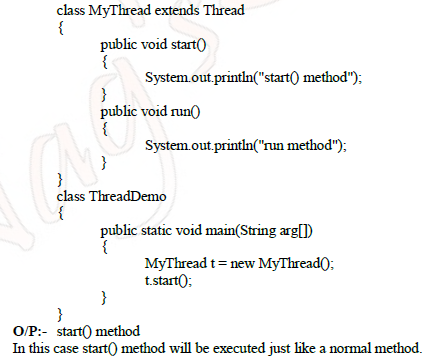 class MyThread extends Thread
{
public void start()
{
System.out.println("start() method");
}
public void run()
{
System.out.println("run method");
}
}
class ThreadDemo
{
public static void main(String arg[])
{
MyThread t = new MyThread();
t.start();
}
}
O/P:- start() method
In this case start() method will be executed just like a normal method.